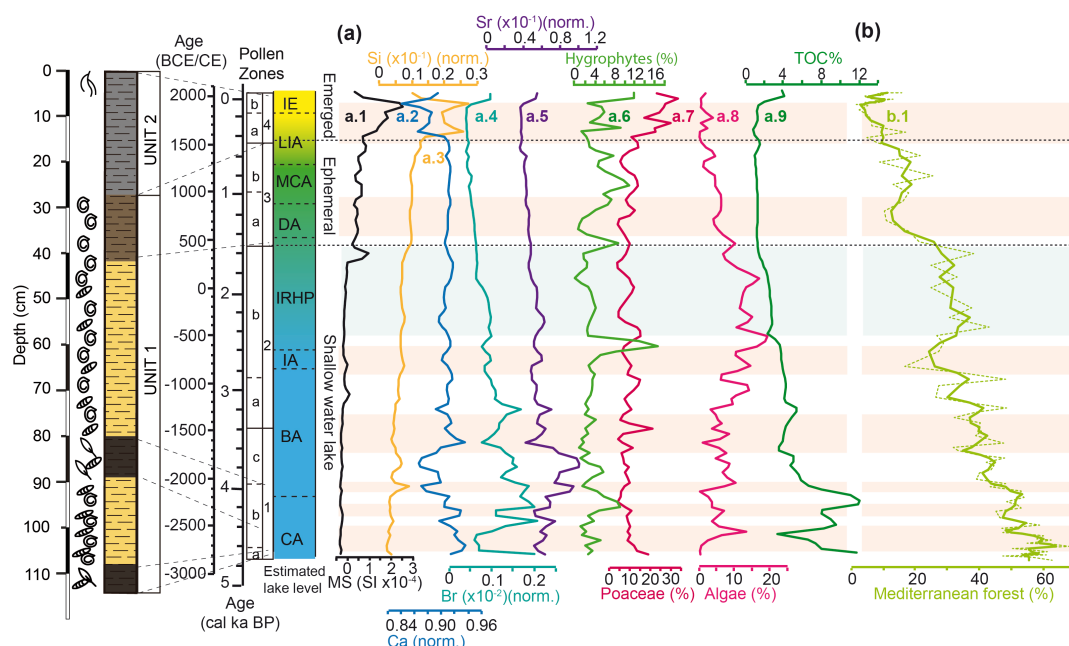 (a)
(b)
Sr (x10⁻¹)(norm.)
0 0.4 0.8 1.2
Age
(BCE/CE)
Pollen
Zones
Si (x10⁻¹) (norm.)
0 0.1 0.2 0.3
Hygrophytes (%)
0 4 8 12 16
TOC%
0 4 8 12
Depth (cm)
0
10
20
30
40
50
60
70
80
90
100
110
UNIT 2
UNIT 1
2000
1500
1000
500
0
-500
-1000
-1500
-2000
-2500
-3000
0
1
2
3
4
5
b
a
4
b
a
3
b
a
2
c
b
a
1
IE
LIA
MCA
DA
IRHP
IA
BA
CA
Emerged
Ephemeral
Shallow water lake
a.1
a.2
a.3
a.4
a.5
a.6
a.7
a.8
a.9
b.1
Estimated
lake level
Age
(cal ka BP)
0 1 2 3
MS (SI x10⁻⁴)
0 0.1 0.2
Br (x10⁻²)(norm.)
0.84 0.90 0.96
Ca (norm.)
0 10 20 30
Poaceae (%)
0 10 20
Algae (%)
0 20 40 60
Mediterranean forest (%)